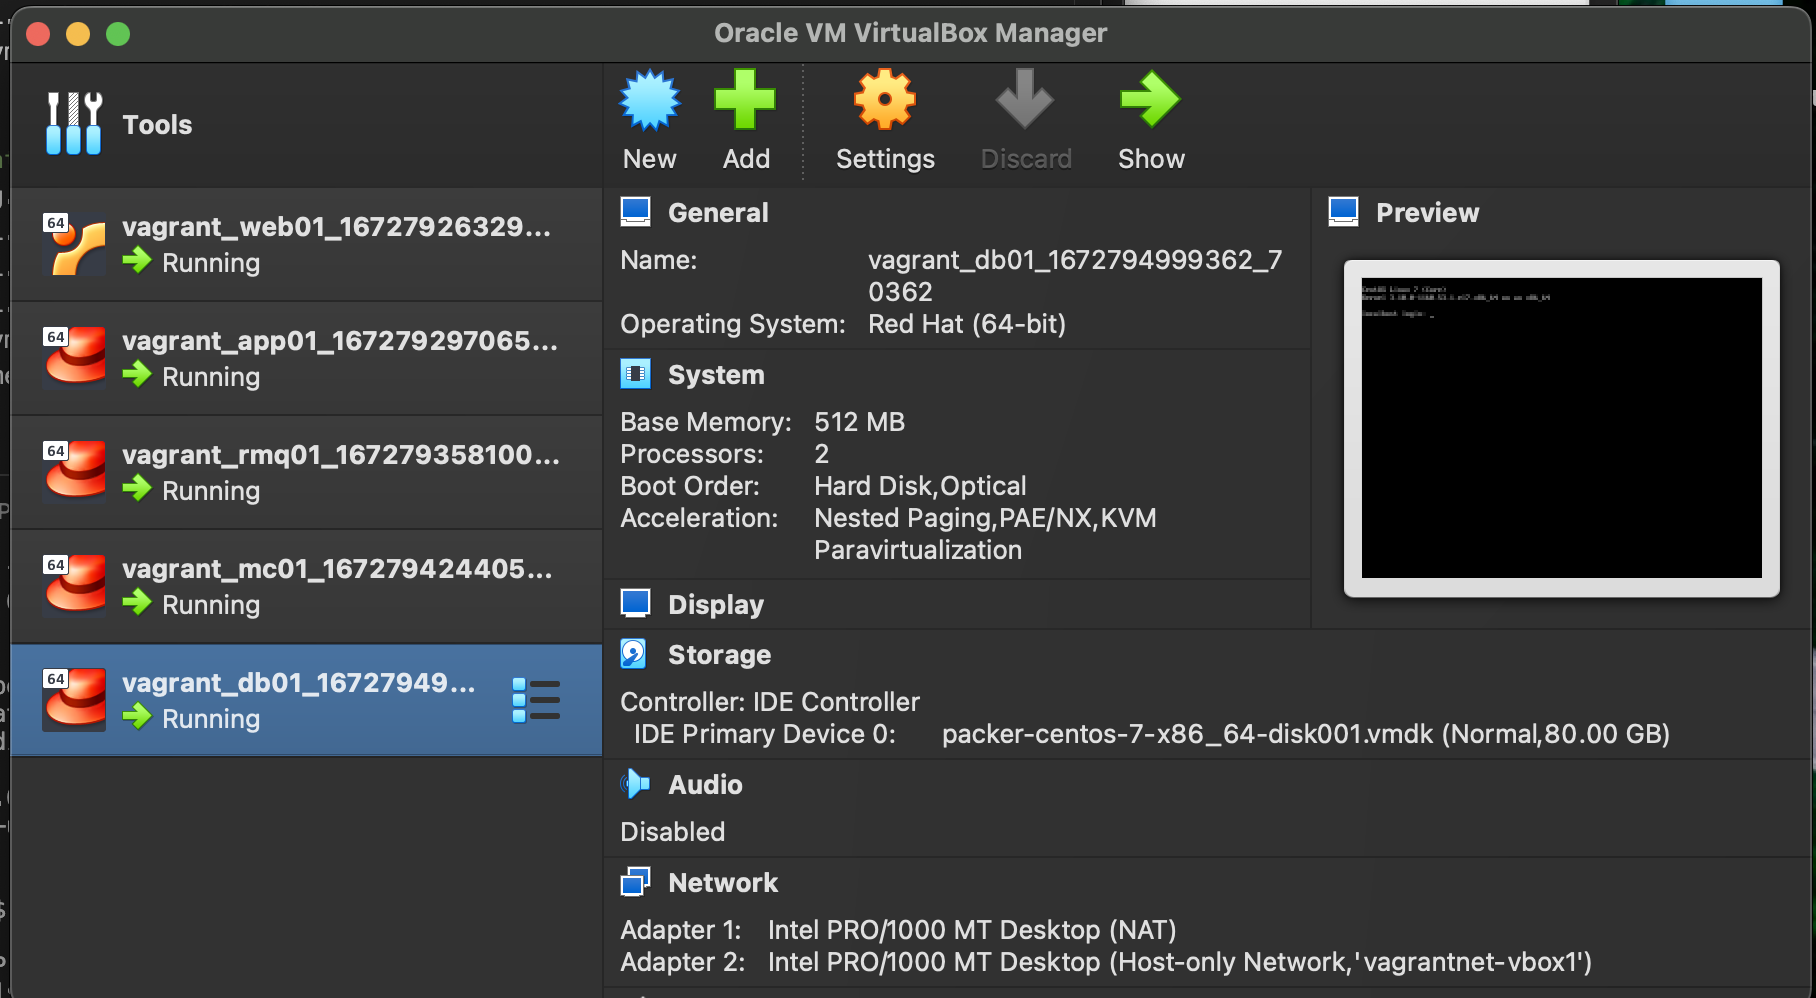 Oracle VM VirtualBox Manager
Tools
New
Add
Settings
Discard
Show
64
vagrant_web01_16727926329...
Running
64
vagrant_app01_167279297065...
Running
64
vagrant_rmq01_167279358100...
Running
64
vagrant_mc01_167279424405...
Running
64
vagrant_db01_16727949...
Running
General
Name: vagrant_db01_1672794999362_7
0362
Operating System: Red Hat (64-bit)
System
Base Memory: 512 MB
Processors: 2
Boot Order: Hard Disk,Optical
Acceleration: Nested Paging,PAE/NX,KVM
Paravirtualization
Display
Preview
Storage
Controller: IDE Controller
IDE Primary Device 0: packer-centos-7-x86_64-disk001.vmdk (Normal,80.00 GB)
Audio
Disabled
Network
Adapter 1: Intel PRO/1000 MT Desktop (NAT)
Adapter 2: Intel PRO/1000 MT Desktop (Host-only Network,'vagrantnet-vbox1')